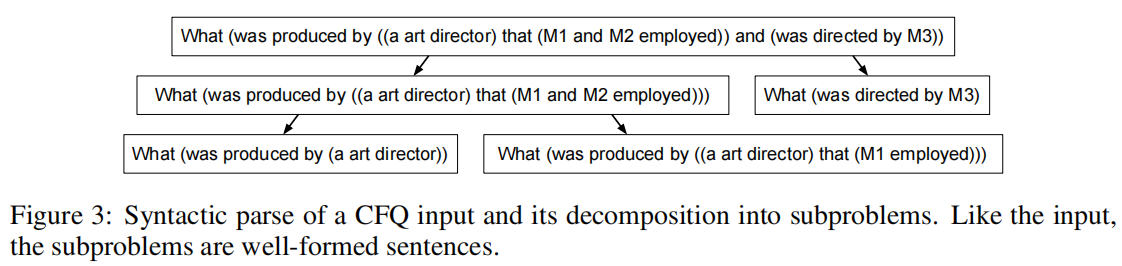 What (was produced by ((a art director) that (M1 and M2 employed)) and (was directed by M3))
What (was produced by ((a art director) that (M1 and M2 employed)))
What (was directed by M3)
What (was produced by (a art director))
What (was produced by ((a art director) that (M1 employed)))
Figure 3: Syntactic parse of a CFQ input and its decomposition into subproblems. Like the input,
the subproblems are well-formed sentences.